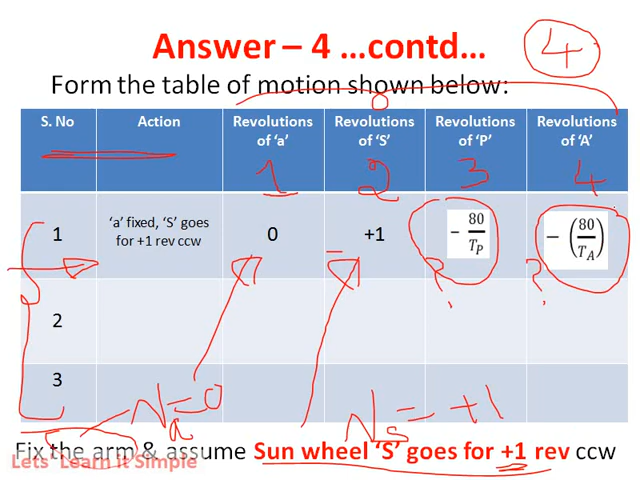 Answer – 4 …contd…
4
Form the table of motion shown below:
S. No
Action
Revolutions of 'a'
Revolutions of 'S'
Revolutions of 'P'
Revolutions of 'A'
1
2
3
4
1
'a' fixed, 'S' goes
for +1 rev ccw
0
+1
− 80/T_P
− (80/T_A)
?
?
2
3
N_a = 0
N_s = +1
Fix the arm & assume Sun wheel 'S' goes for +1 rev ccw
Lets' Learn it Simple